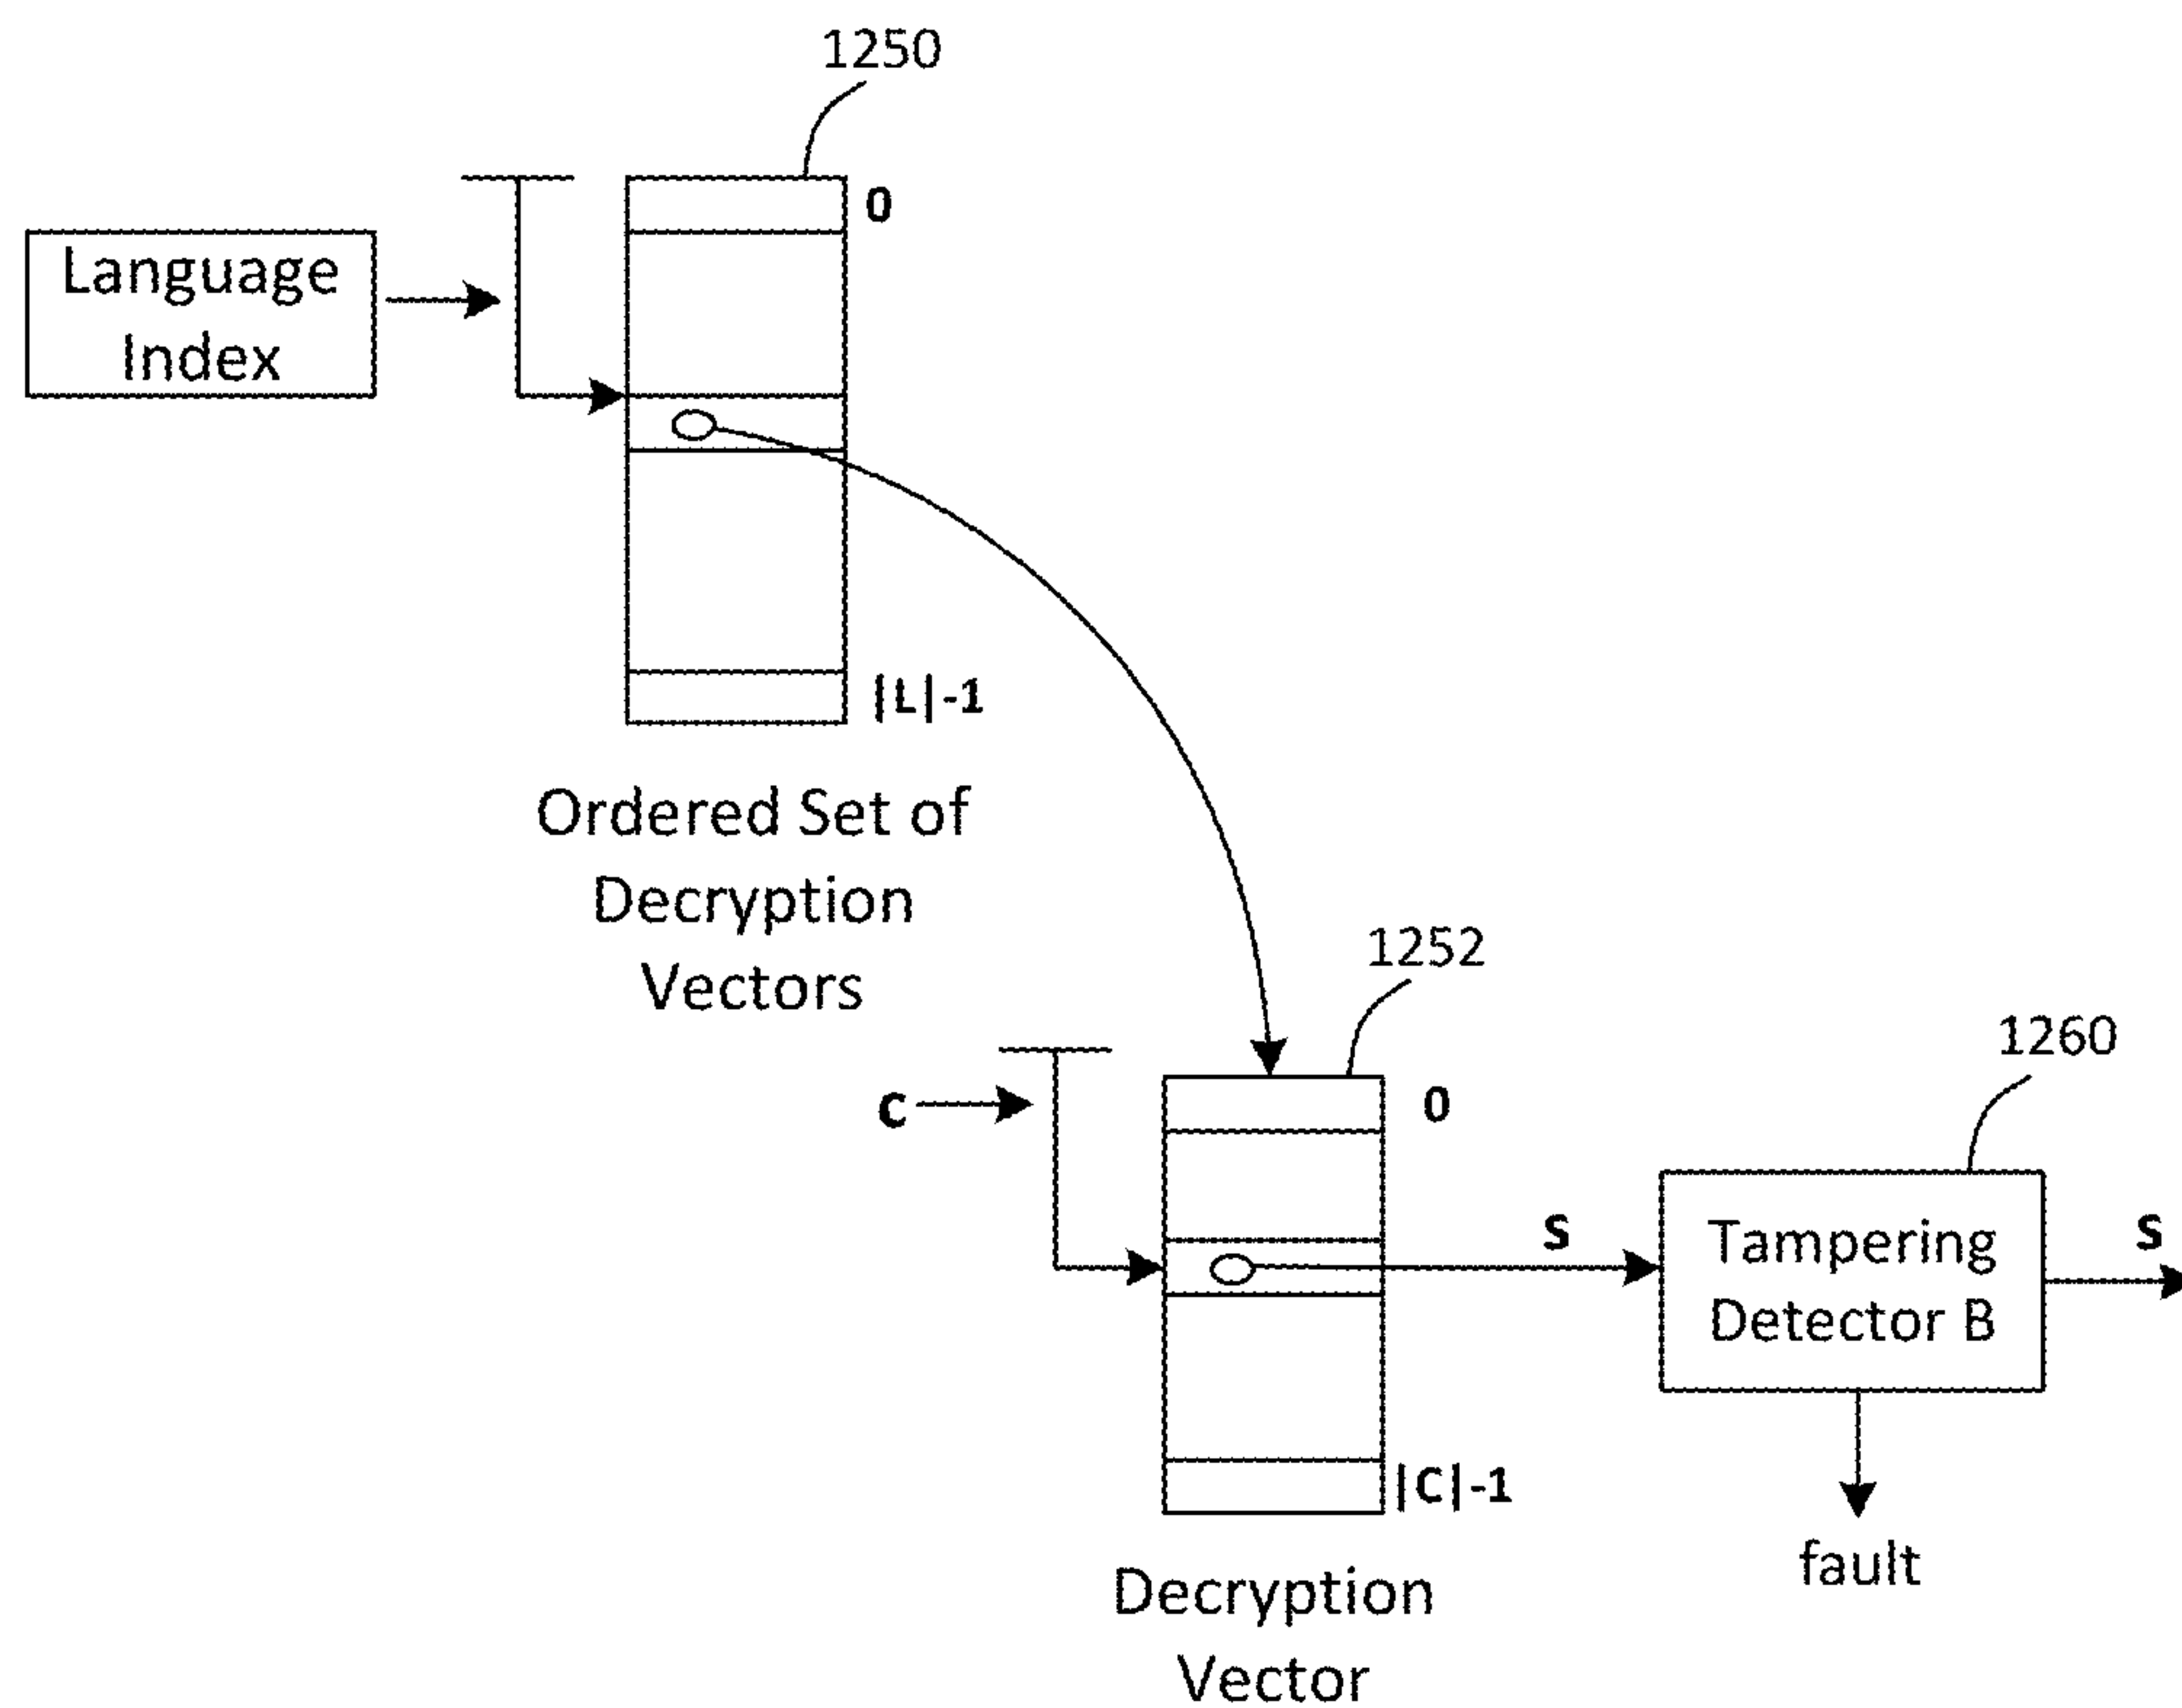 1250
0
Language
Index
|L|-1
Ordered Set of
Decryption
Vectors
1252
1260
c
0
s
Tampering
Detector B
s
|C|-1
fault
Decryption
Vector